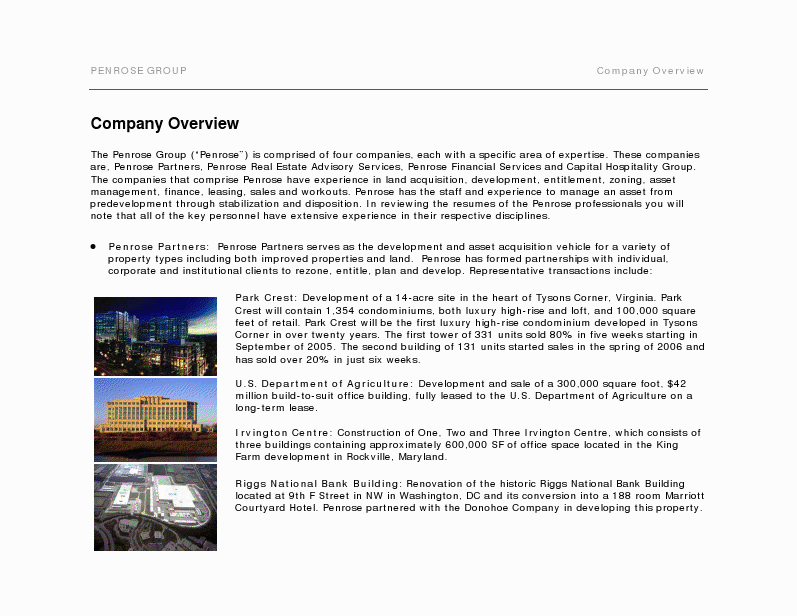 PENROSE GROUP
Company Overview
Company Overview
The Penrose Group ("Penrose") is comprised of four companies, each with a specific area of expertise. These companies
are, Penrose Partners, Penrose Real Estate Advisory Services, Penrose Financial Services and Capital Hospitality Group.
The companies that comprise Penrose have experience in land acquisition, development, entitlement, zoning, asset
management, finance, leasing, sales and workouts. Penrose has the staff and experience to manage an asset from
predevelopment through stabilization and disposition. In reviewing the resumes of the Penrose professionals you will
note that all of the key personnel have extensive experience in their respective disciplines.
● Penrose Partners: Penrose Partners serves as the development and asset acquisition vehicle for a variety of
property types including both improved properties and land. Penrose has formed partnerships with individual,
corporate and institutional clients to rezone, entitle, plan and develop. Representative transactions include:
Park Crest: Development of a 14-acre site in the heart of Tysons Corner, Virginia. Park
Crest will contain 1,354 condominiums, both luxury high-rise and loft, and 100,000 square
feet of retail. Park Crest will be the first luxury high-rise condominium developed in Tysons
Corner in over twenty years. The first tower of 331 units sold 80% in five weeks starting in
September of 2005. The second building of 131 units started sales in the spring of 2006 and
has sold over 20% in just six weeks.
U.S. Department of Agriculture: Development and sale of a 300,000 square foot, $42
million build-to-suit office building, fully leased to the U.S. Department of Agriculture on a
long-term lease.
Irvington Centre: Construction of One, Two and Three Irvington Centre, which consists of
three buildings containing approximately 600,000 SF of office space located in the King
Farm development in Rockville, Maryland.
Riggs National Bank Building: Renovation of the historic Riggs National Bank Building
located at 9th F Street in NW in Washington, DC and its conversion into a 188 room Marriott
Courtyard Hotel. Penrose partnered with the Donohoe Company in developing this property.